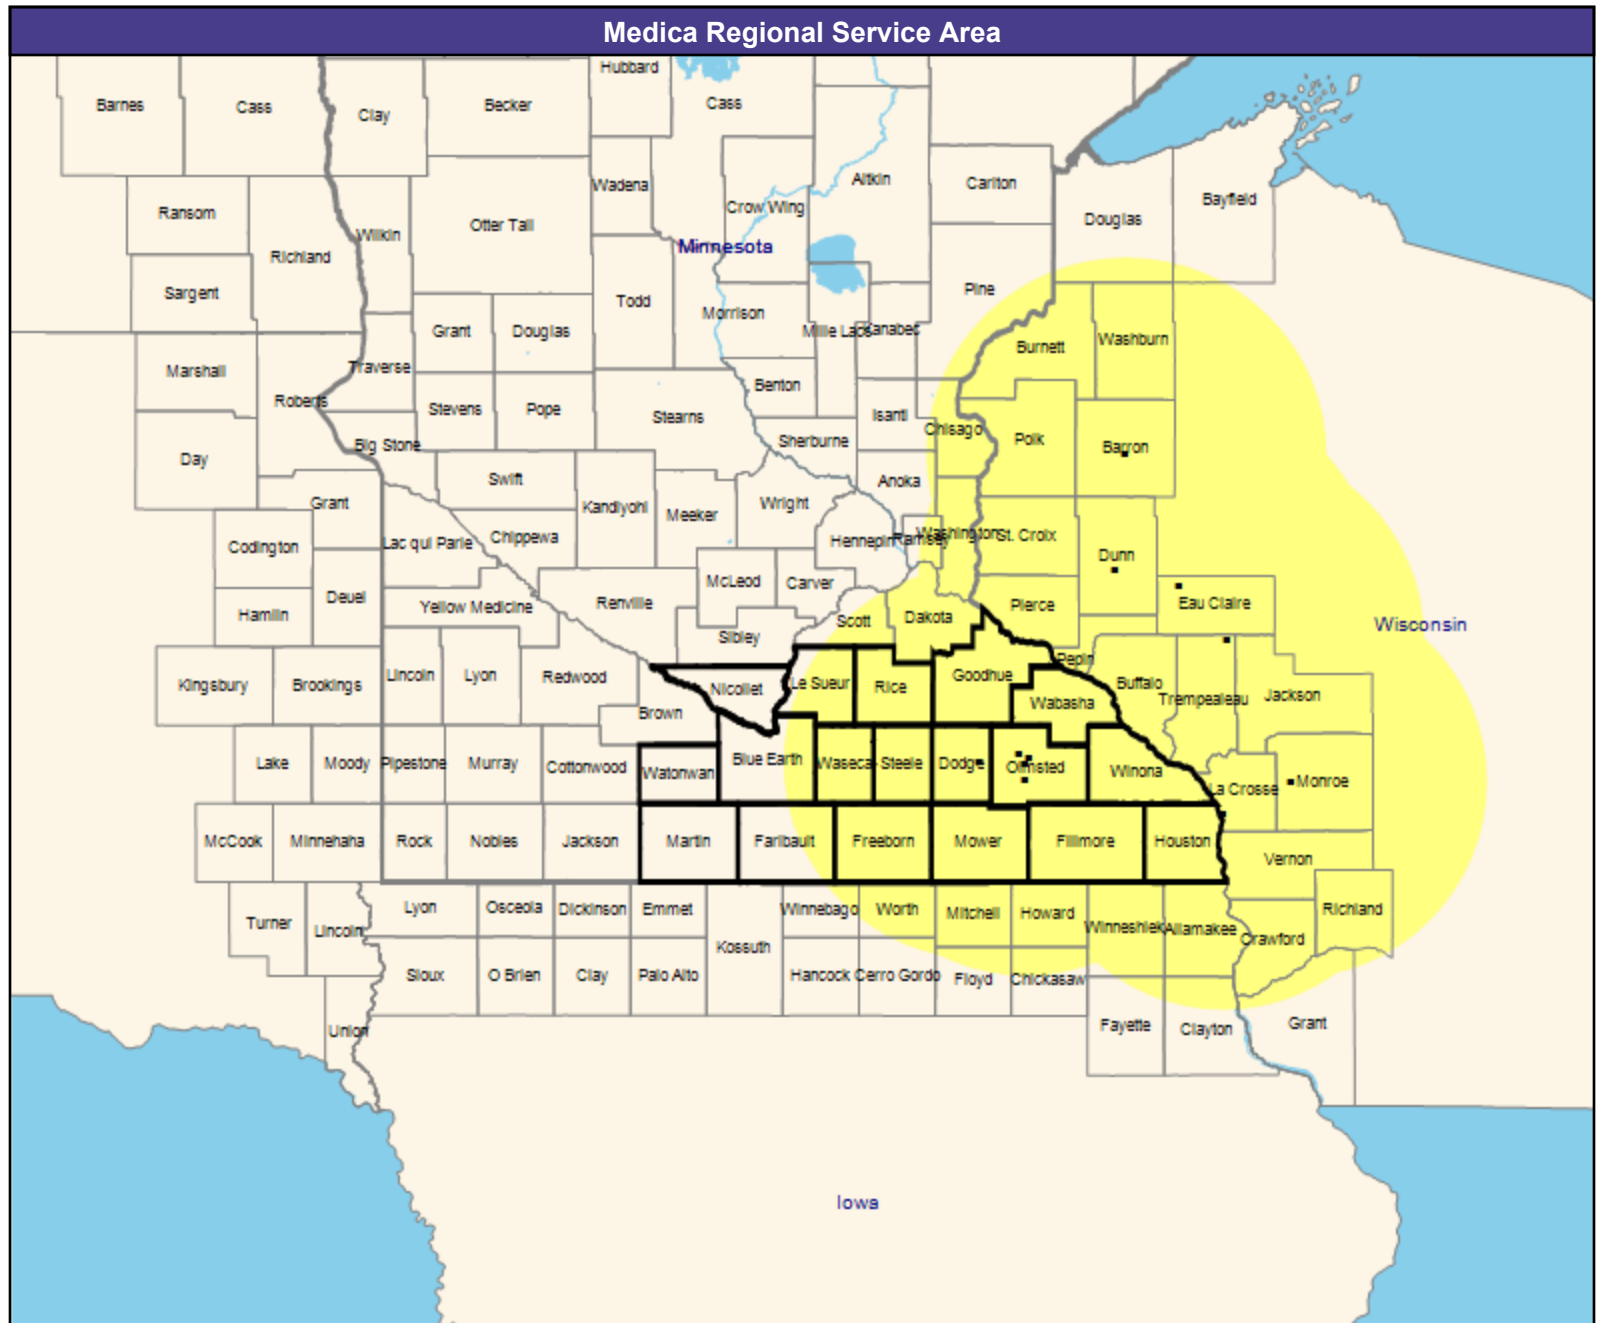 Medica Regional Service Area
Hubbard
Barnes
Cass
Clay
Becker
Cass
Wadena
Aitkin
Carlton
Ransom
Otter Tail
Crow Wing
Douglas
Bayfield
Wilkin
Minnesota
Richland
Sargent
Todd
Pine
Morrison
Grant
Douglas
Mille Lacs
Kanabec
Burnett
Washburn
Marshall
Traverse
Roberts
Stevens
Pope
Stearns
Benton
Isanti
Chisago
Polk
Barron
Day
Big Stone
Sherburne
Swift
Anoka
Grant
Kandiyohi
Meeker
Wright
Codington
Lac qui Parle
Chippewa
Hennepin
Ramsey
Washington
St. Croix
Dunn
Deuel
McLeod
Carver
Hamlin
Yellow Medicine
Renville
Scott
Dakota
Pierce
Eau Claire
Wisconsin
Sibley
Kingsbury
Brookings
Lincoln
Lyon
Redwood
Nicollet
Le Sueur
Rice
Goodhue
Pepin
Buffalo
Trempealeau
Jackson
Brown
Wabasha
Lake
Moody
Pipestone
Murray
Cottonwood
Watonwan
Blue Earth
Waseca
Steele
Dodge
Olmsted
Winona
La Crosse
Monroe
McCook
Minnehaha
Rock
Nobles
Jackson
Martin
Faribault
Freeborn
Mower
Fillmore
Houston
Vernon
Turner
Lincoln
Lyon
Osceola
Dickinson
Emmet
Winnebago
Worth
Mitchell
Howard
Winneshiek
Allamakee
Crawford
Richland
Kossuth
Sioux
O Brien
Clay
Palo Alto
Hancock
Cerro Gordo
Floyd
Chickasaw
Union
Fayette
Clayton
Grant
Iowa